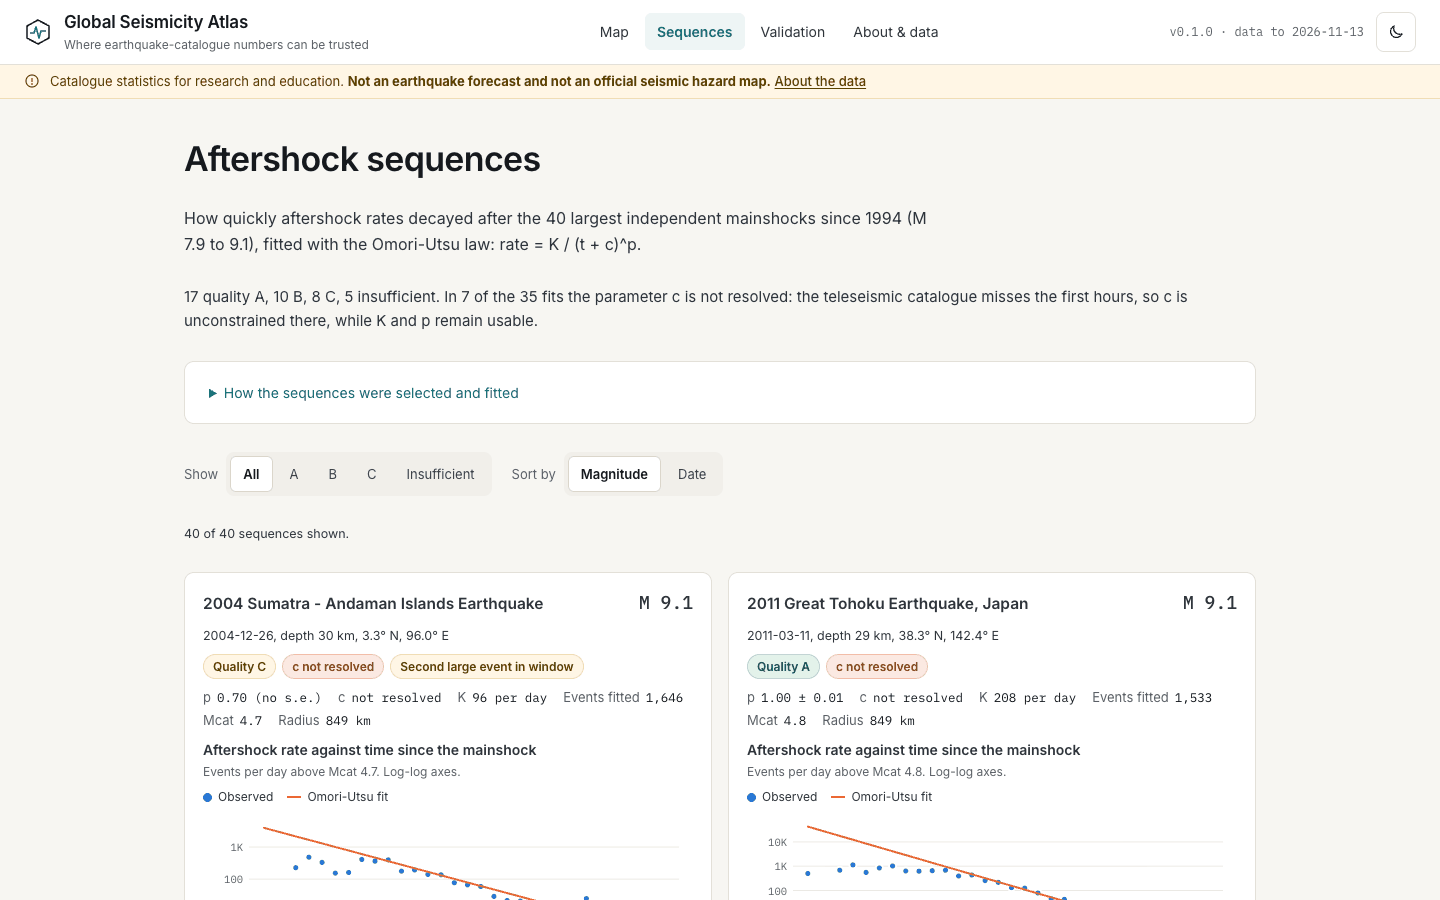 Global Seismicity Atlas
Where earthquake-catalogue numbers can be trusted
Map
Sequences
Validation
About & data
v0.1.0 · data to 2026-11-13
Catalogue statistics for research and education. Not an earthquake forecast and not an official seismic hazard map. About the data
Aftershock sequences
How quickly aftershock rates decayed after the 40 largest independent mainshocks since 1994 (M
7.9 to 9.1), fitted with the Omori-Utsu law: rate = K / (t + c)^p.
17 quality A, 10 B, 8 C, 5 insufficient. In 7 of the 35 fits the parameter c is not resolved: the teleseismic catalogue misses the first hours, so c is
unconstrained there, while K and p remain usable.
How the sequences were selected and fitted
Show All A B C Insufficient Sort by Magnitude Date
40 of 40 sequences shown.
2004 Sumatra - Andaman Islands Earthquake M 9.1
2004-12-26, depth 30 km, 3.3° N, 96.0° E
Quality C c not resolved Second large event in window
p 0.70 (no s.e.) c not resolved K 96 per day Events fitted 1,646
Mcat 4.7 Radius 849 km
Aftershock rate against time since the mainshock
Events per day above Mcat 4.7. Log-log axes.
Observed Omori-Utsu fit
1K
100
2011 Great Tohoku Earthquake, Japan M 9.1
2011-03-11, depth 29 km, 38.3° N, 142.4° E
Quality A c not resolved
p 1.00 ± 0.01 c not resolved K 208 per day Events fitted 1,533
Mcat 4.8 Radius 849 km
Aftershock rate against time since the mainshock
Events per day above Mcat 4.8. Log-log axes.
Observed Omori-Utsu fit
10K
1K
100